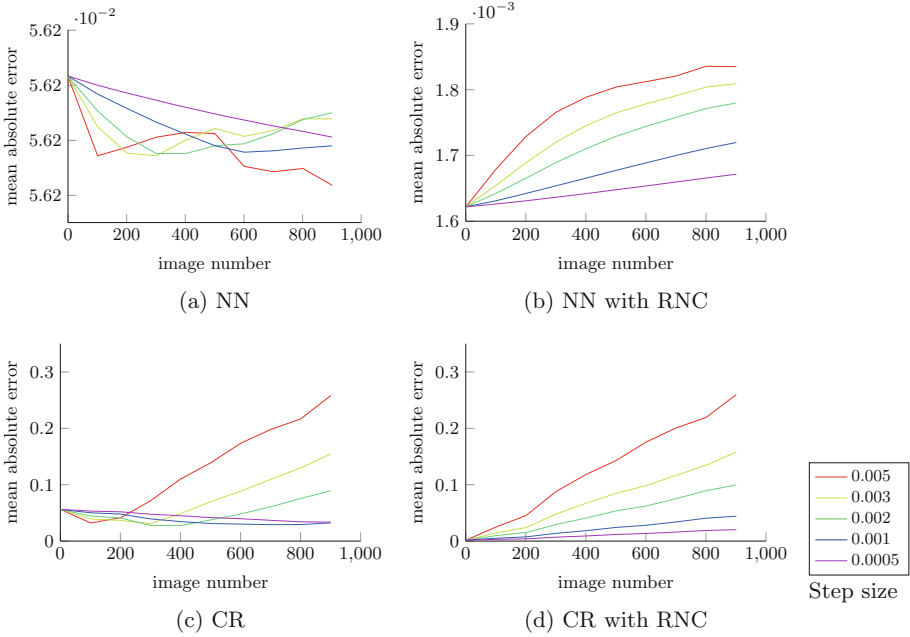 ·10⁻²
5.62
5.62
5.62
5.62
mean absolute error
0 200 400 600 800 1,000
image number
(a) NN
·10⁻³
1.9
1.8
1.7
1.6
mean absolute error
0 200 400 600 800 1,000
image number
(b) NN with RNC
0.3
0.2
0.1
0
mean absolute error
0 200 400 600 800 1,000
image number
(c) CR
0.3
0.2
0.1
0
mean absolute error
0 200 400 600 800 1,000
image number
(d) CR with RNC
0.005
0.003
0.002
0.001
0.0005
Step size